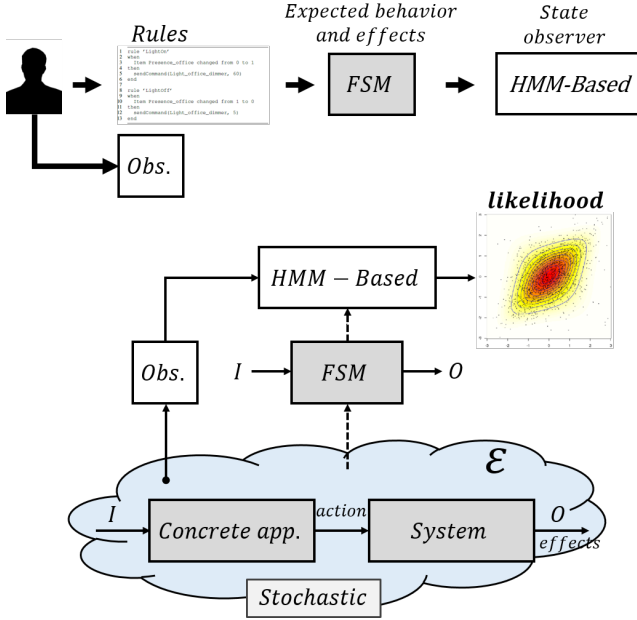 Expected behavior
and effects
State
observer
Rules
1 rule "LightOn"
2 when
3 Item Presence_office changed from 0 to 1
4 then
5 sendCommand(Light_office_dimmer, 60)
6 end
7
8 rule "LightOff"
9 when
10 Item Presence_office changed from 1 to 0
11 then
12 sendCommand(Light_office_dimmer, 5)
13 end
FSM
HMM-Based
Obs.
likelihood
HMM − Based
Obs.
I
FSM
O
ε
I
Concrete app.
action
System
O
effects
Stochastic